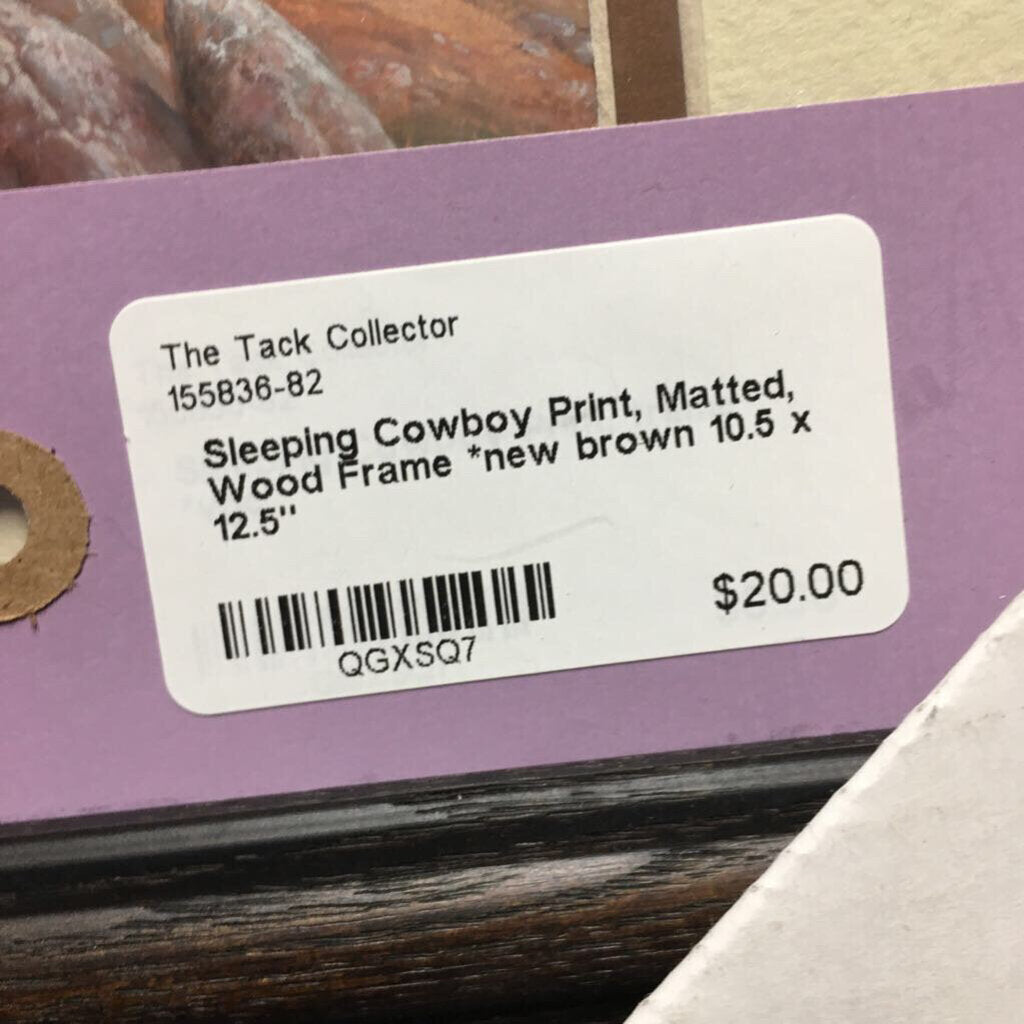 The Tack Collector
155836-82
Sleeping Cowboy Print, Matted,
Wood Frame *new brown 10.5 x
12.5"
QGXSQ7
$20.00